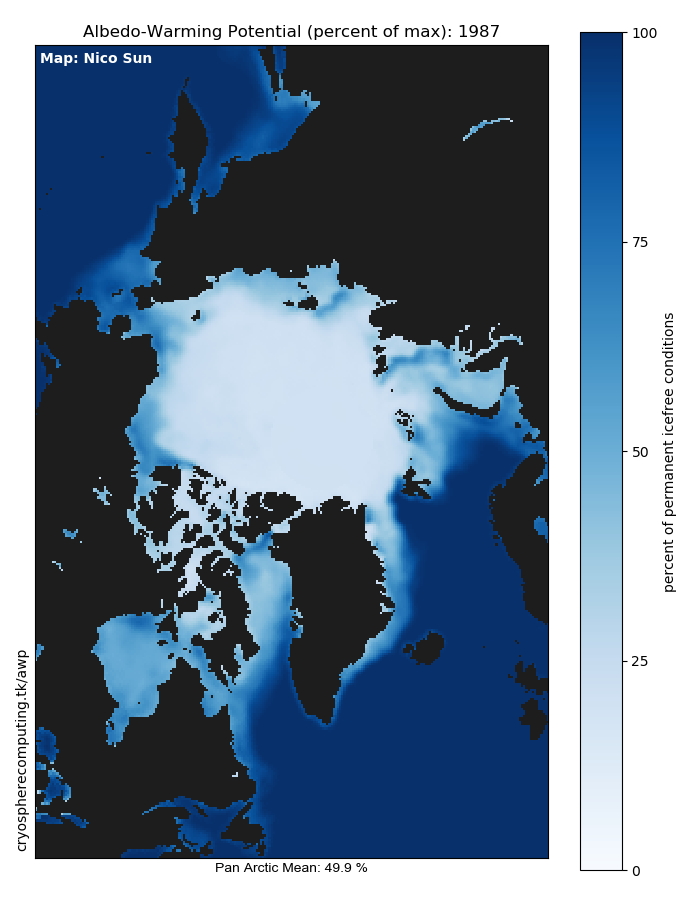 Albedo-Warming Potential (percent of max): 1987
Map: Nico Sun
100
75
50
25
0
percent of permanent icefree conditions
cryospherecomputing.tk/awp
Pan Arctic Mean: 49.9 %